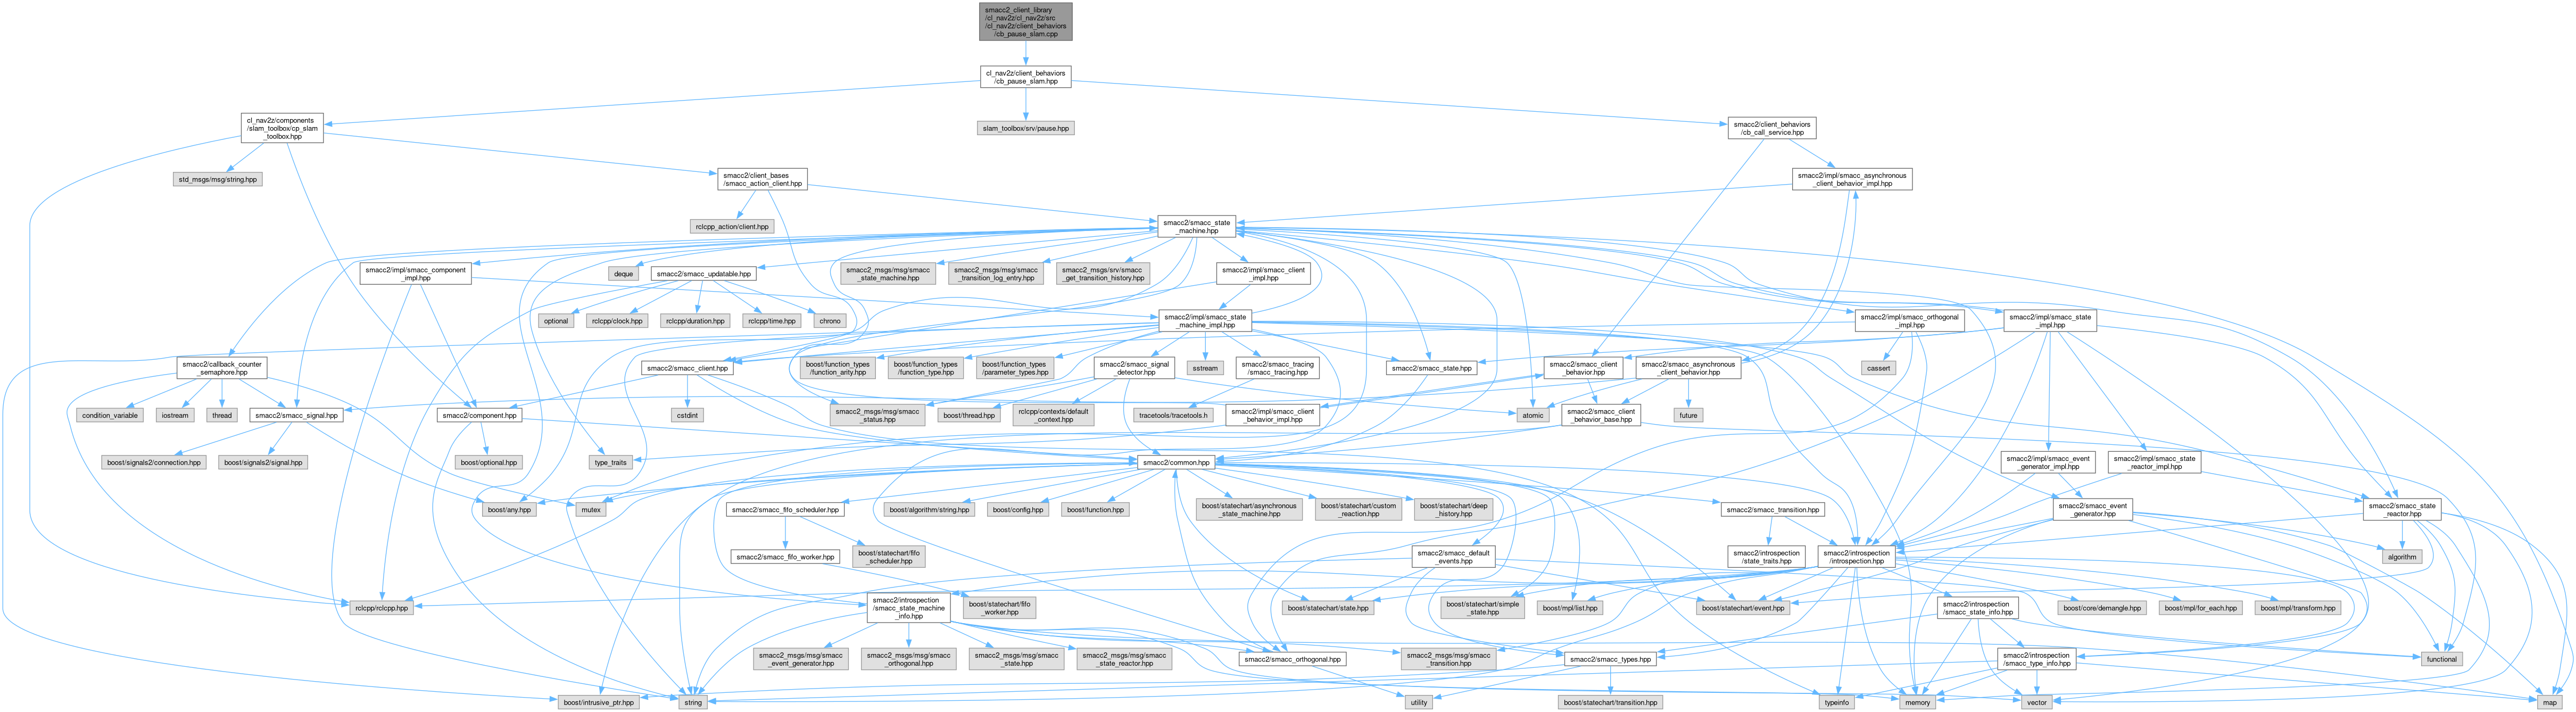 smacc2_client_library
/cl_nav2z/cl_nav2z/src
/cl_nav2z/client_behaviors
/cb_pause_slam.cpp
cl_nav2z/client_behaviors
/cb_pause_slam.hpp
cl_nav2z/components
/slam_toolbox/cp_slam
_toolbox.hpp
slam_toolbox/srv/pause.hpp
smacc2/client_behaviors
/cb_call_service.hpp
std_msgs/msg/string.hpp
smacc2/client_bases
/smacc_action_client.hpp
smacc2/impl/smacc_asynchronous
_client_behavior_impl.hpp
rclcpp_action/client.hpp
smacc2/smacc_state
_machine.hpp
smacc2/impl/smacc_component
_impl.hpp
deque
smacc2/smacc_updatable.hpp
smacc2_msgs/msg/smacc
_state_machine.hpp
smacc2_msgs/msg/smacc
_transition_log_entry.hpp
smacc2_msgs/srv/smacc
_get_transition_history.hpp
smacc2/impl/smacc_client
_impl.hpp
optional
rclcpp/clock.hpp
rclcpp/duration.hpp
rclcpp/time.hpp
chrono
smacc2/impl/smacc_state
_machine_impl.hpp
smacc2/impl/smacc_orthogonal
_impl.hpp
smacc2/impl/smacc_state
_impl.hpp
smacc2/callback_counter
_semaphore.hpp
smacc2/smacc_client.hpp
boost/function_types
/function_arity.hpp
boost/function_types
/function_type.hpp
boost/function_types
/parameter_types.hpp
smacc2/smacc_signal
_detector.hpp
sstream
smacc2/smacc_tracing
/smacc_tracing.hpp
smacc2/smacc_state.hpp
smacc2/smacc_client
_behavior.hpp
smacc2/smacc_asynchronous
_client_behavior.hpp
cassert
condition_variable
iostream
thread
smacc2/smacc_signal.hpp
smacc2/component.hpp
cstdint
smacc2_msgs/msg/smacc
_status.hpp
boost/thread.hpp
rclcpp/contexts/default
_context.hpp
tracetools/tracetools.h
smacc2/impl/smacc_client
_behavior_impl.hpp
atomic
smacc2/smacc_client
_behavior_base.hpp
future
boost/signals2/connection.hpp
boost/signals2/signal.hpp
boost/optional.hpp
type_traits
smacc2/common.hpp
smacc2/impl/smacc_event
_generator_impl.hpp
smacc2/impl/smacc_state
_reactor_impl.hpp
boost/any.hpp
mutex
smacc2/smacc_fifo_scheduler.hpp
boost/algorithm/string.hpp
boost/config.hpp
boost/function.hpp
boost/statechart/asynchronous
_state_machine.hpp
boost/statechart/custom
_reaction.hpp
boost/statechart/deep
_history.hpp
smacc2/smacc_transition.hpp
smacc2/smacc_event
_generator.hpp
smacc2/smacc_state
_reactor.hpp
smacc2/smacc_fifo_worker.hpp
boost/statechart/fifo
_scheduler.hpp
smacc2/smacc_default
_events.hpp
smacc2/introspection
/state_traits.hpp
smacc2/introspection
/introspection.hpp
algorithm
rclcpp/rclcpp.hpp
smacc2/introspection
/smacc_state_machine
_info.hpp
boost/statechart/fifo
_worker.hpp
boost/statechart/state.hpp
boost/statechart/simple
_state.hpp
boost/mpl/list.hpp
boost/statechart/event.hpp
smacc2/introspection
/smacc_state_info.hpp
boost/core/demangle.hpp
boost/mpl/for_each.hpp
boost/mpl/transform.hpp
smacc2_msgs/msg/smacc
_event_generator.hpp
smacc2_msgs/msg/smacc
_orthogonal.hpp
smacc2_msgs/msg/smacc
_state.hpp
smacc2_msgs/msg/smacc
_state_reactor.hpp
smacc2/smacc_orthogonal.hpp
smacc2_msgs/msg/smacc
_transition.hpp
smacc2/smacc_types.hpp
smacc2/introspection
/smacc_type_info.hpp
functional
boost/intrusive_ptr.hpp
string
utility
boost/statechart/transition.hpp
typeinfo
memory
vector
map